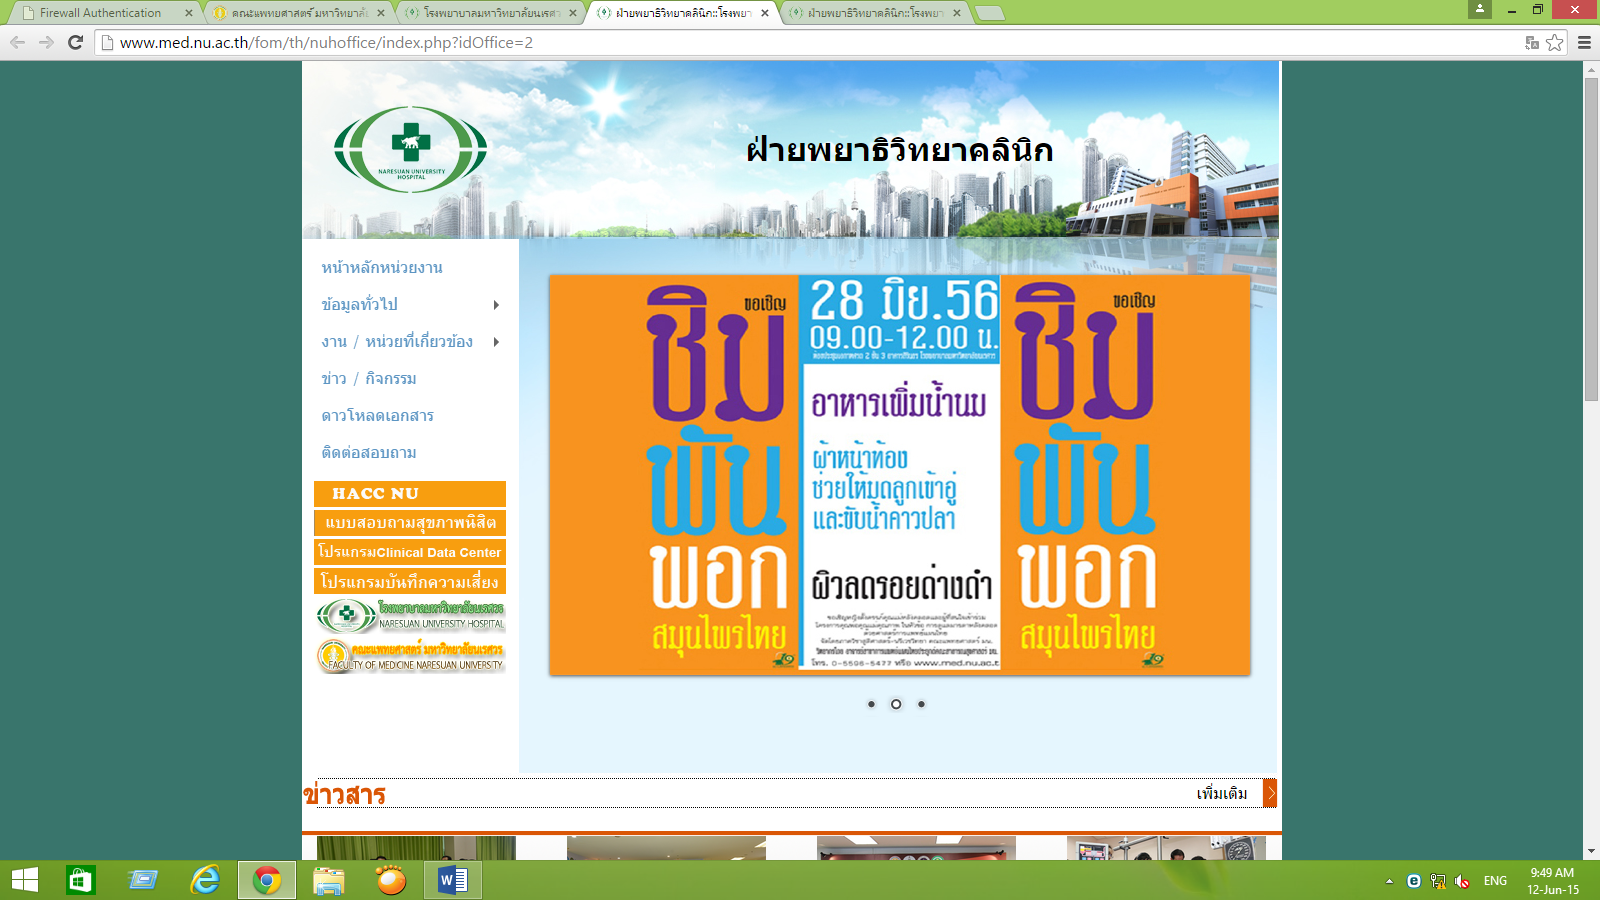 Firewall Authentication
คณะแพทยศาสตร์ มหาวิทยาลัย
โรงพยาบาลมหาวิทยาลัยนเรศว
ฝ่ายพยาธิวิทยาคลินิก::โรงพยา
ฝ่ายพยาธิวิทยาคลินิก::โรงพยา
www.med.nu.ac.th/fom/th/nuhoffice/index.php?idOffice=2
NARESUAN UNIVERSITY
HOSPITAL
ฝ่ายพยาธิวิทยาคลินิก
หน้าหลักหน่วยงาน
ข้อมูลทั่วไป
งาน / หน่วยที่เกี่ยวข้อง
ข่าว / กิจกรรม
ดาวโหลดเอกสาร
ติดต่อสอบถาม
HACC NU
แบบสอบถามสุขภาพนิสิต
โปรแกรมClinical Data Center
โปรแกรมบันทึกความเสี่ยง
โรงพยาบาลมหาวิทยาลัยนเรศวร
NARESUAN UNIVERSITY HOSPITAL
คณะแพทยศาสตร์ มหาวิทยาลัยนเรศวร
FACULTY OF MEDICINE NARESUAN UNIVERSITY
ขอเชิญ
ชิม
พัน
พอก
สมุนไพรไทย
28 มิย.56
09.00-12.00 น.
อาหารเพิ่มน้ำนม
ผ้าหน้าท้อง
ช่วยให้มดลูกเข้าอู่
และขับน้ำคาวปลา
ผิวลดรอยด่างดำ
โทร. 0-5596-5477 หรือ www.med.nu.ac.t
ขอเชิญ
ชิม
พัน
พอก
สมุนไพรไทย
ข่าวสาร
เพิ่มเติม
ENG
9:49 AM
12-Jun-15